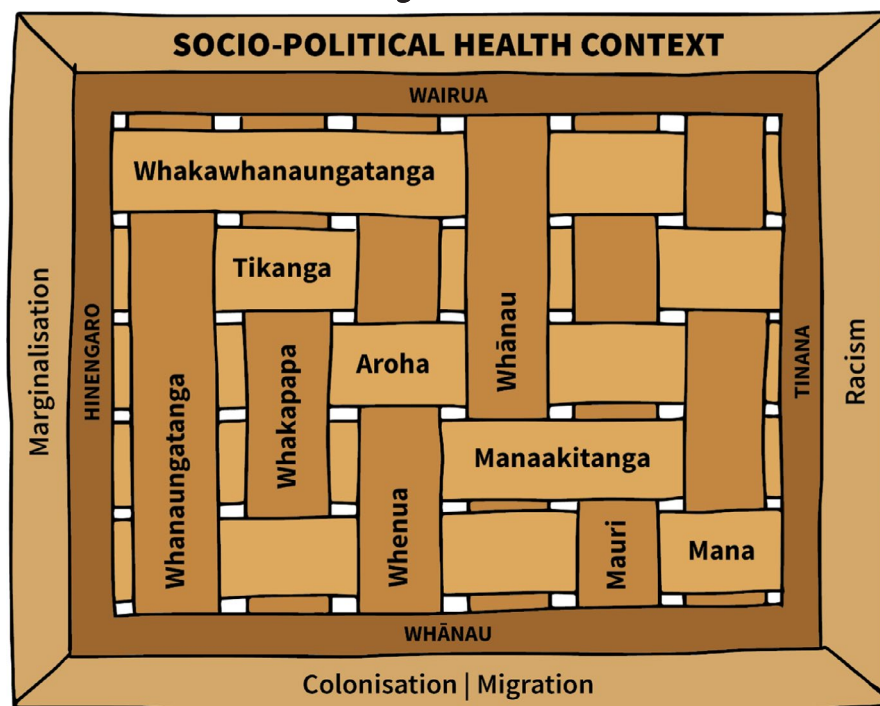 SOCIO-POLITICAL HEALTH CONTEXT
WAIRUA
Whakawhanaungatanga
Tikanga
Marginalisation
HINENGARO
Whanaungatanga
Whakapapa
Aroha
Whānau
TINANA
Racism
Manaakitanga
Whenua
Mauri
Mana
WHĀNAU
Colonisation | Migration